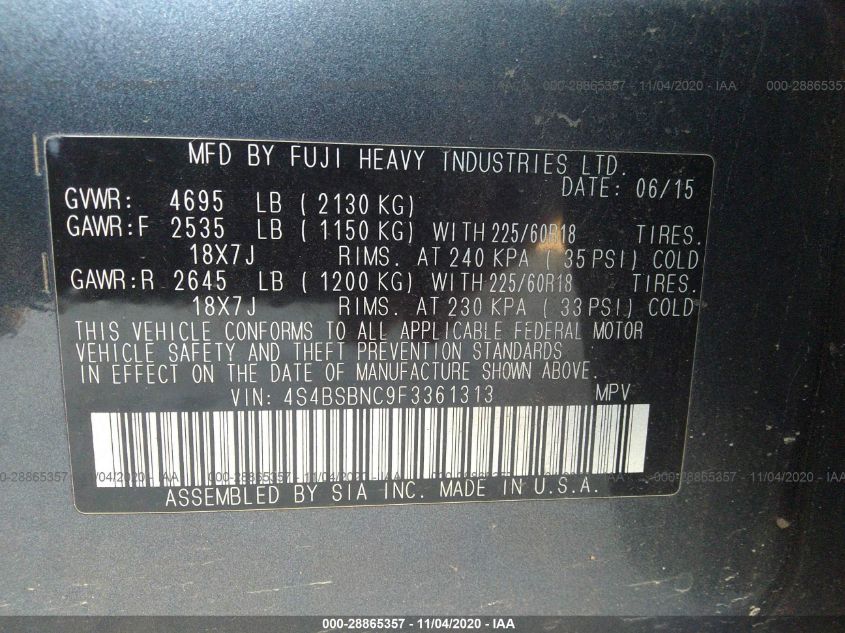 000-28865357 - 11/04/2020 - IAA
MFD BY FUJI HEAVY INDUSTRIES LTD.
DATE: 06/15
GVWR: 4695 LB ( 2130 KG)
GAWR:F 2535 LB ( 1150 KG) WITH 225/60R18 TIRES.
18X7J RIMS. AT 240 KPA ( 35 PSI) COLD
GAWR:R 2645 LB ( 1200 KG) WITH 225/60R18 TIRES.
18X7J RIMS. AT 230 KPA ( 33 PSI) COLD
THIS VEHICLE CONFORMS TO ALL APPLICABLE FEDERAL MOTOR
VEHICLE SAFETY AND THEFT PREVENTION STANDARDS
IN EFFECT ON THE DATE OF MANUFACTURE SHOWN ABOVE.
VIN: 4S4BSBNC9F3361313 MPV
000-28865357 - 11/04/2020 - IAA
ASSEMBLED BY SIA INC. MADE IN U.S.A.
000-28865357 - 11/04/2020 - IAA